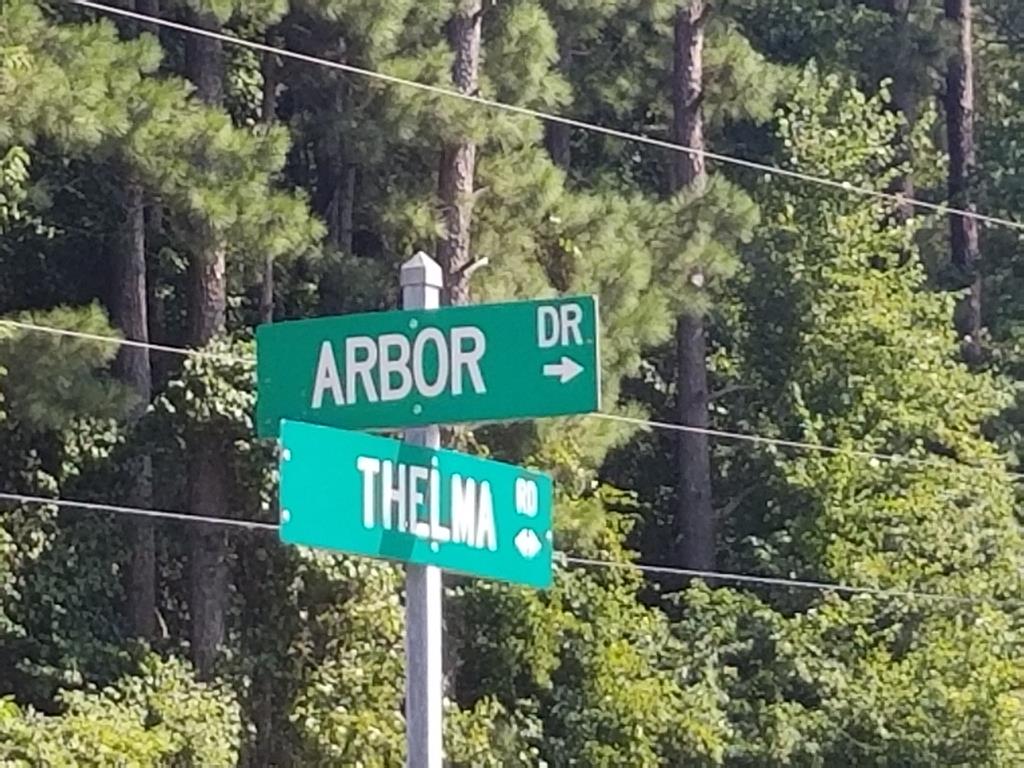 ARBOR DR →
THELMA RD ↔